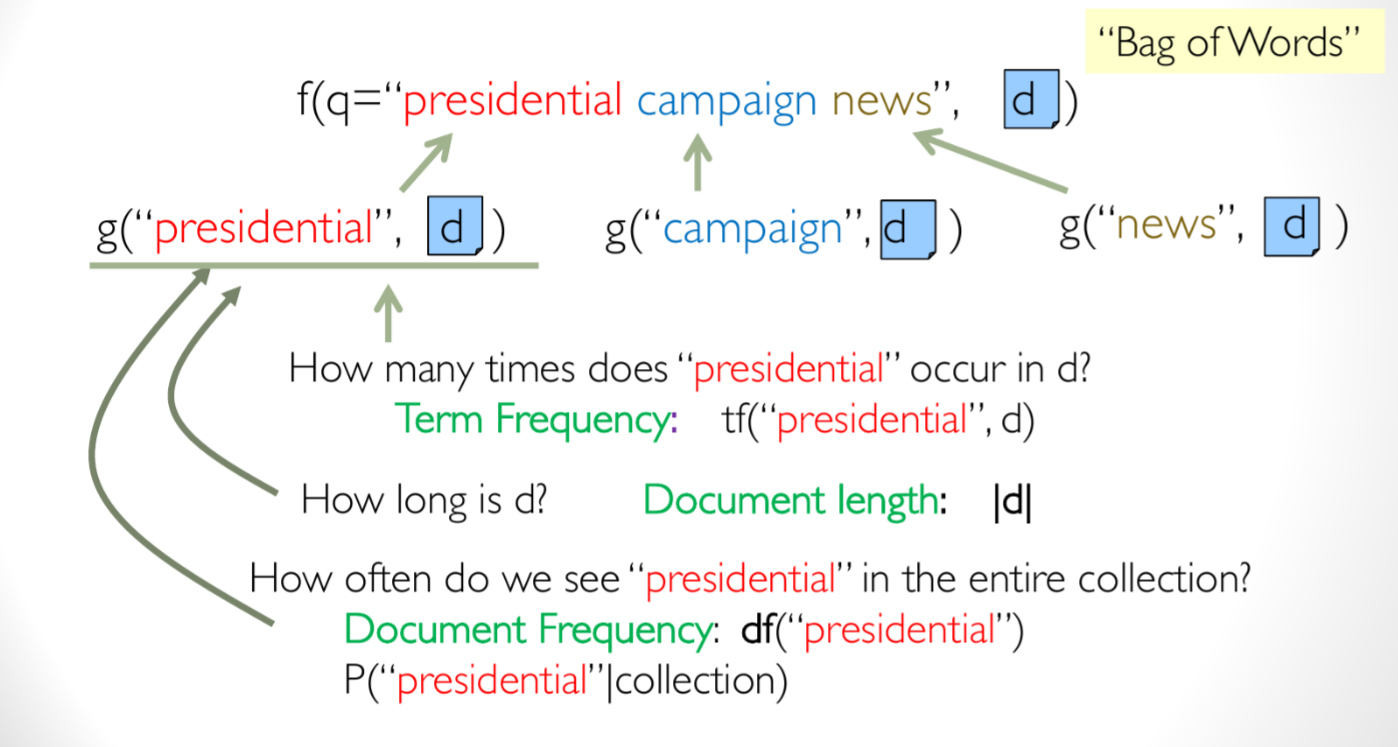 “Bag of Words”
f(q=“presidential campaign news”, d )
g(“presidential”, d ) g(“campaign”, d ) g(“news”, d )
How many times does “presidential” occur in d?
Term Frequency: tf(“presidential”, d)
How long is d? Document length: |d|
How often do we see “presidential” in the entire collection?
Document Frequency: df(“presidential”)
P(“presidential”|collection)